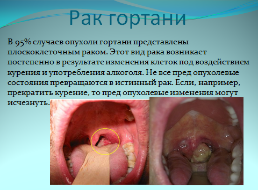 Рак гортани
В 95% случаев опухоли гортани представлены
плоскоклеточным раком. Этот вид рака возникает
постепенно в результате изменения клеток под воздействием
курения и употребления алкоголя. Не все пред опухолевые
состояния превращаются в истинный рак. Если, например,
прекратить курение, то пред опухолевые изменения могут
исчезнуть.